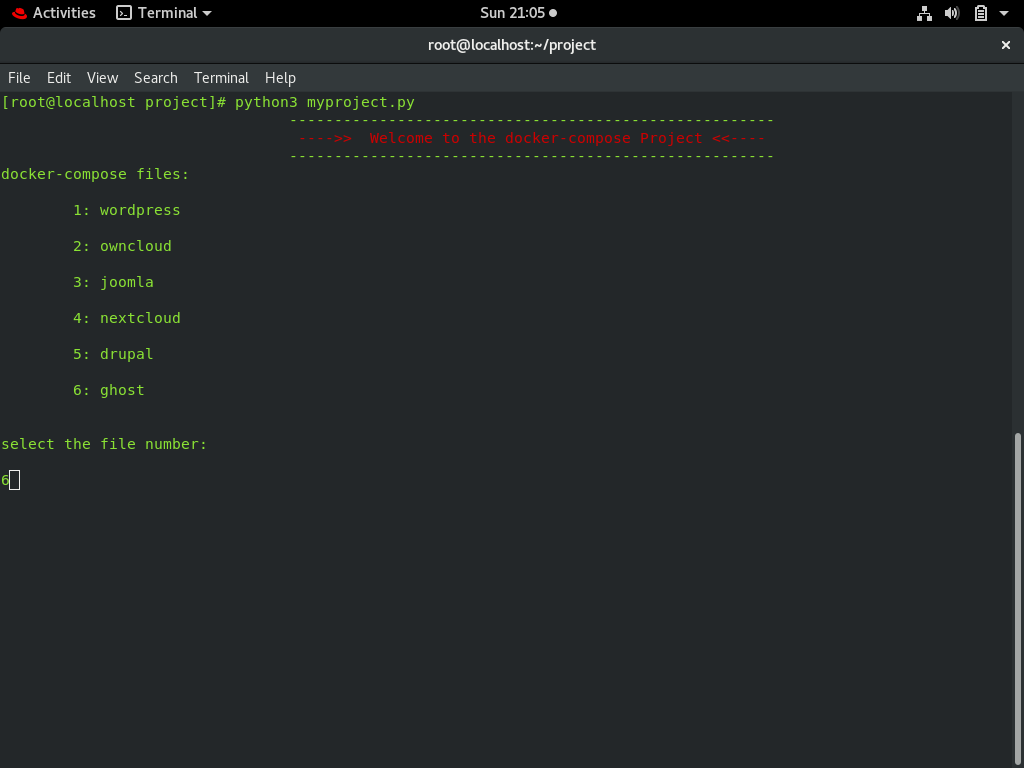 Activities Terminal Sun 21:05
root@localhost:~/project
File Edit View Search Terminal Help
[root@localhost project]# python3 myproject.py
------------------------------------------------------
---->>  Welcome to the docker-compose Project <<----
------------------------------------------------------
docker-compose files:
1: wordpress
2: owncloud
3: joomla
4: nextcloud
5: drupal
6: ghost
select the file number:
6